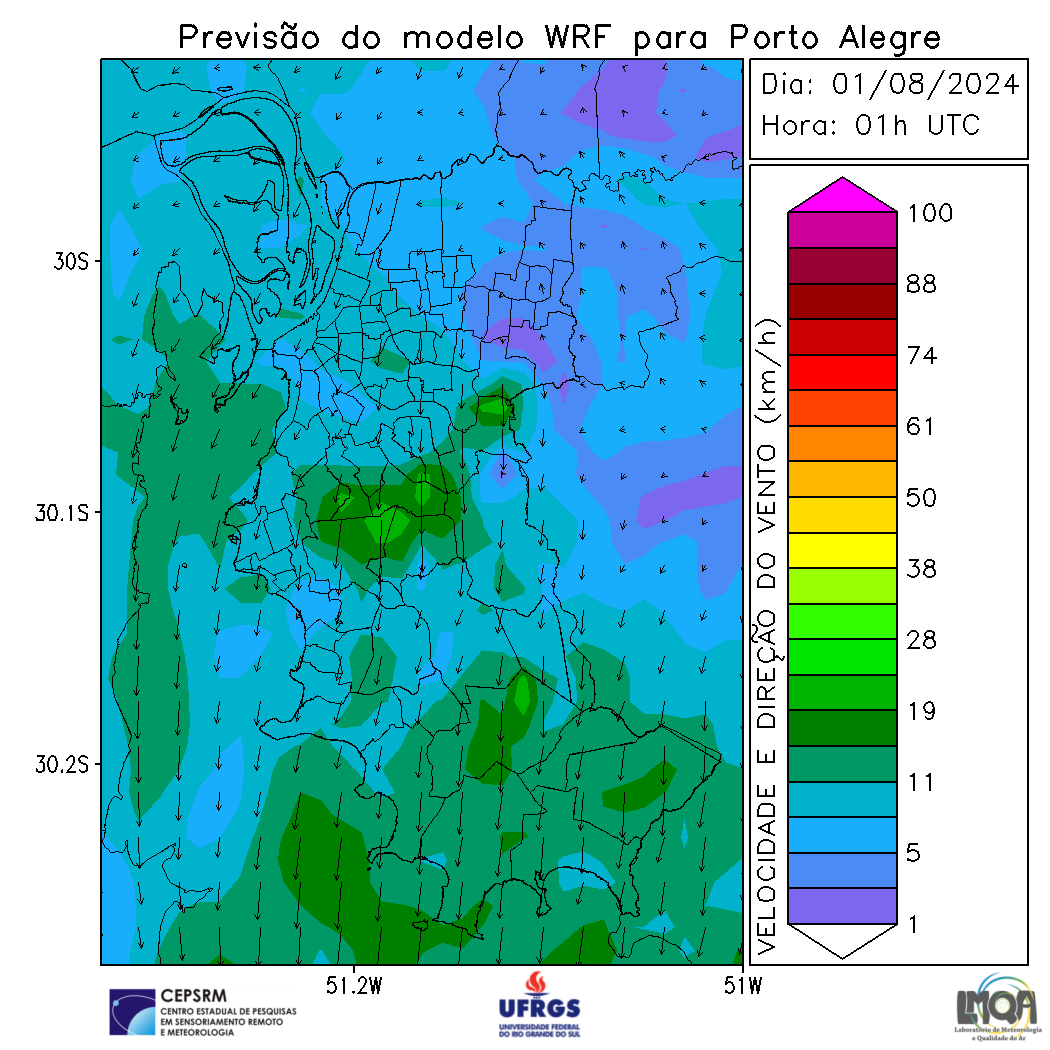 Previsão do modelo WRF para Porto Alegre
Dia: 01/08/2024
Hora: 01h UTC
30S
30.1S
30.2S
51.2W
51W
VELOCIDADE E DIREÇÃO DO VENTO (km/h)
100
88
74
61
50
38
28
19
11
5
1
CEPSRM
CENTRO ESTADUAL DE PESQUISAS
EM SENSORIAMENTO REMOTO
E METEOROLOGIA
UFRGS
UNIVERSIDADE FEDERAL
DO RIO GRANDE DO SUL
LMQA
Laboratório de Meteorologia
e Qualidade do Ar